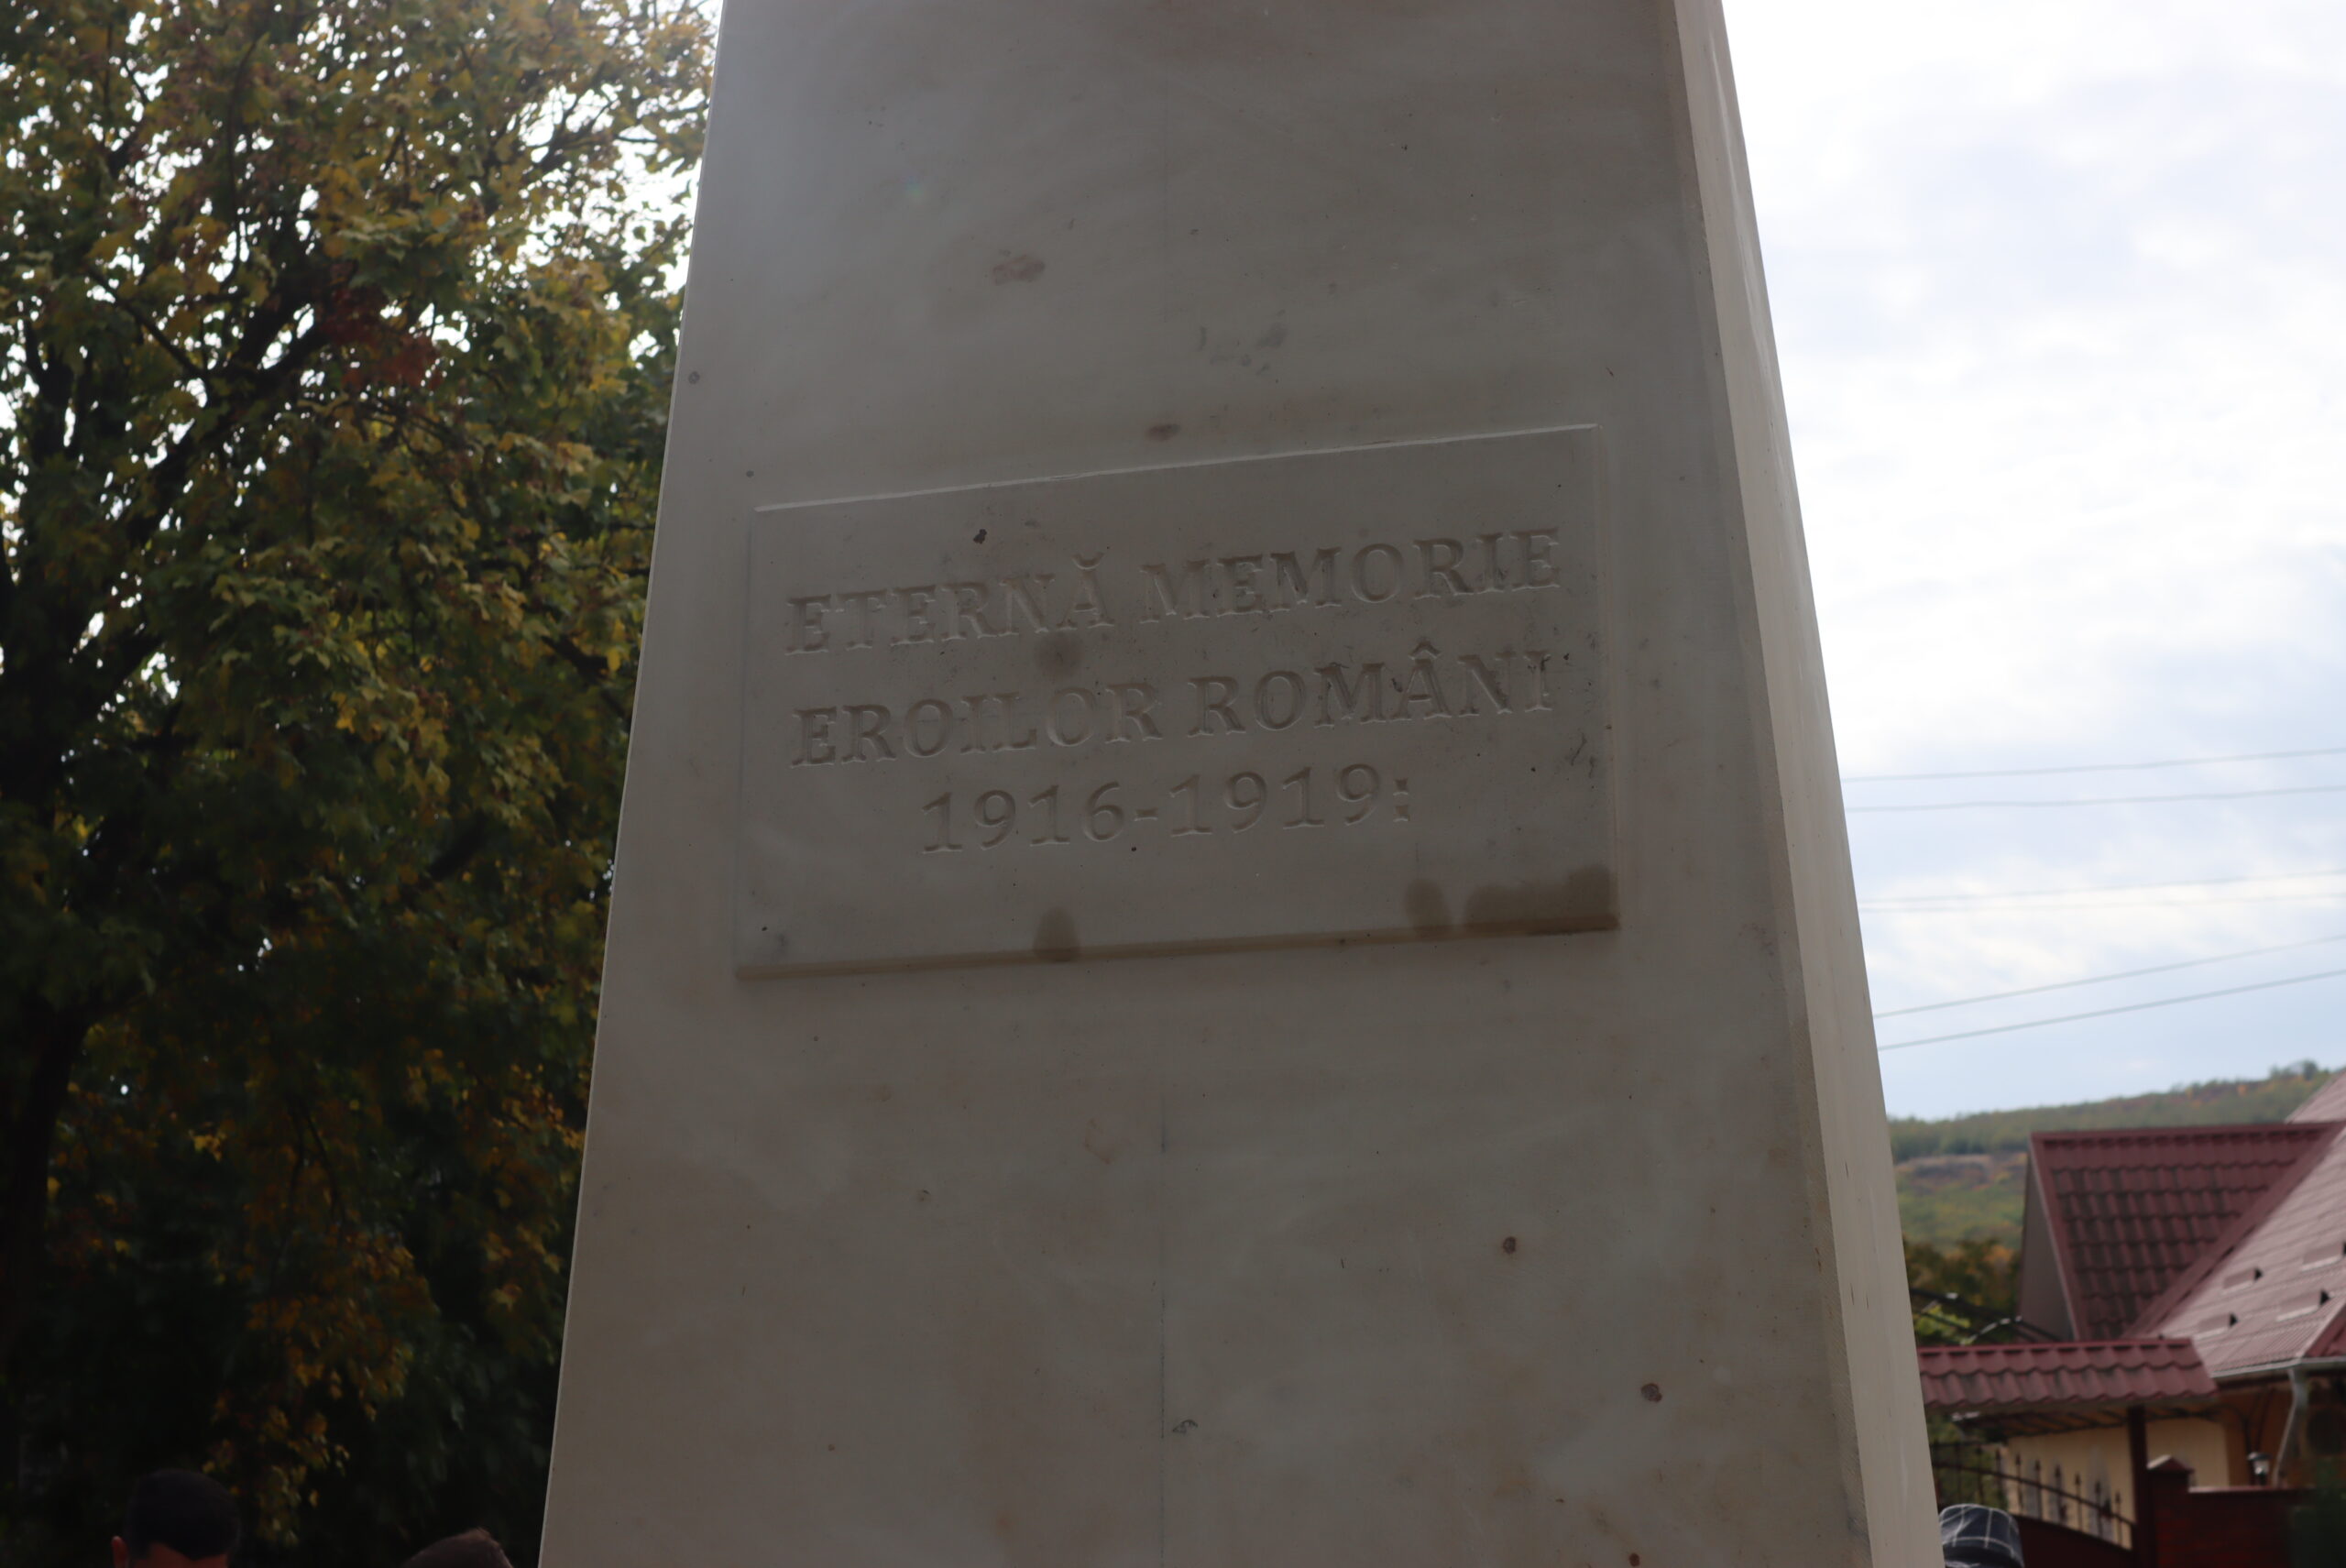 ETERNĂ MEMORIE
EROILOR ROMÂNI
1916-1919: